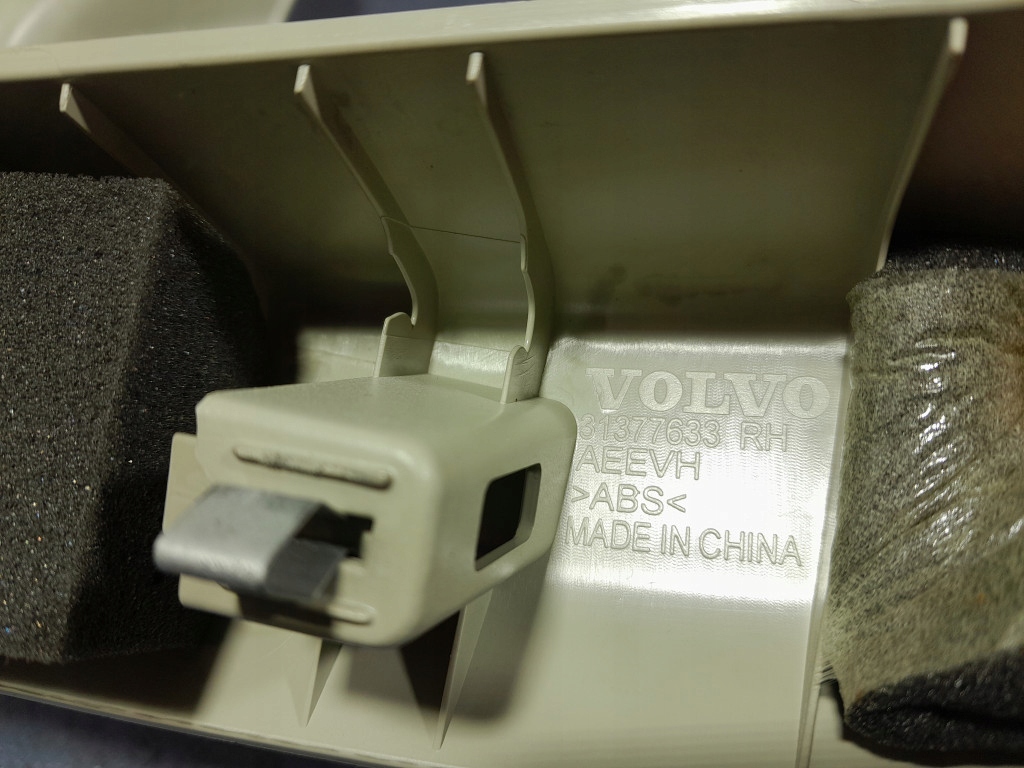 VOLVO
31377633 RH
AEEVH
>ABS<
MADE IN CHINA